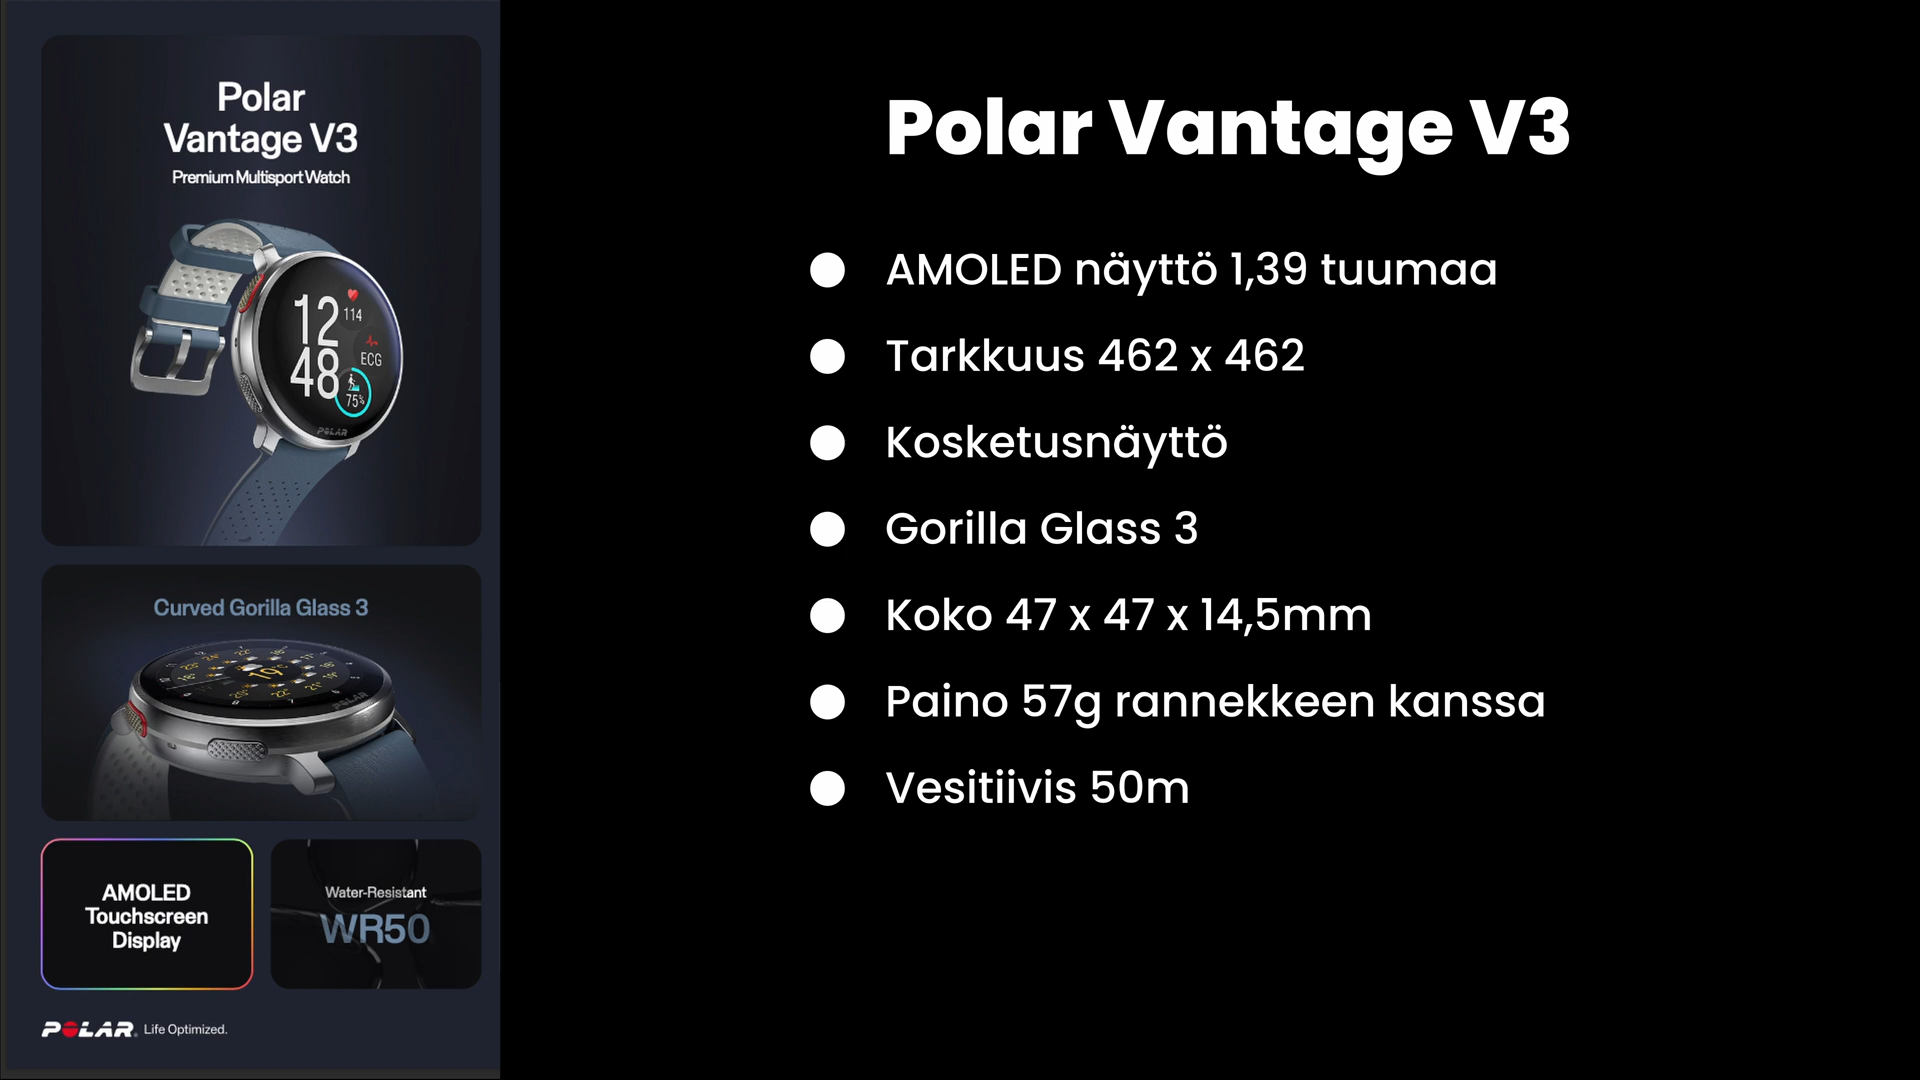 Polar
Vantage V3
Premium Multisport Watch
12
48
114
ECG
75%
POLAR
Curved Gorilla Glass 3
19°
POLAR
AMOLED
Touchscreen
Display
Water-Resistant
WR50
POLAR. Life Optimized.
Polar Vantage V3
AMOLED näyttö 1,39 tuumaa
Tarkkuus 462 x 462
Kosketusnäyttö
Gorilla Glass 3
Koko 47 x 47 x 14,5mm
Paino 57g rannekkeen kanssa
Vesitiivis 50m